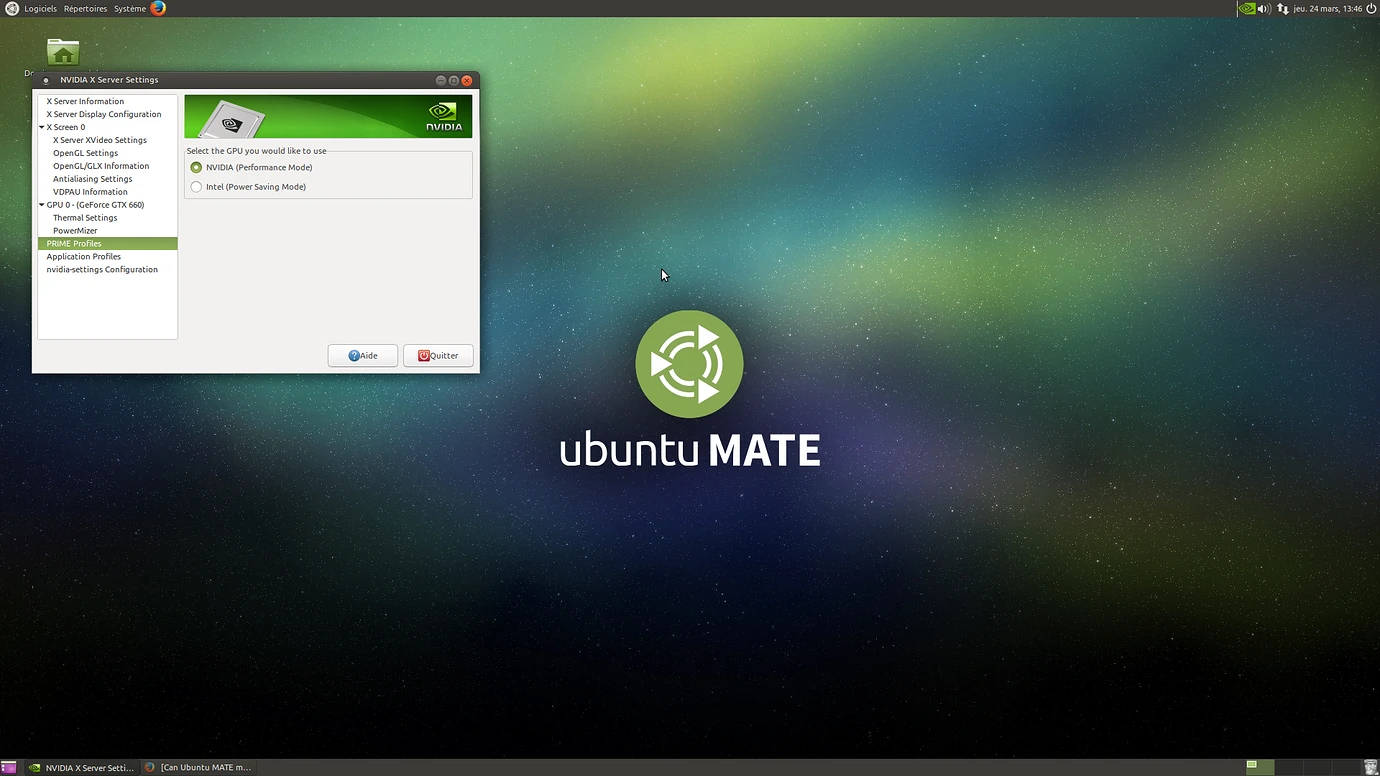 Logiciels Répertoires Système
jeu. 24 mars, 13:46
NVIDIA X Server Settings
X Server Information
X Server Display Configuration
X Screen 0
X Server XVideo Settings
OpenGL Settings
OpenGL/GLX Information
Antialiasing Settings
VDPAU Information
GPU 0 - (GeForce GTX 660)
Thermal Settings
PowerMizer
PRIME Profiles
Application Profiles
nvidia-settings Configuration
NVIDIA
Select the GPU you would like to use
NVIDIA (Performance Mode)
Intel (Power Saving Mode)
Aide
Quitter
ubuntu MATE
NVIDIA X Server Setti...
[Can Ubuntu MATE m...